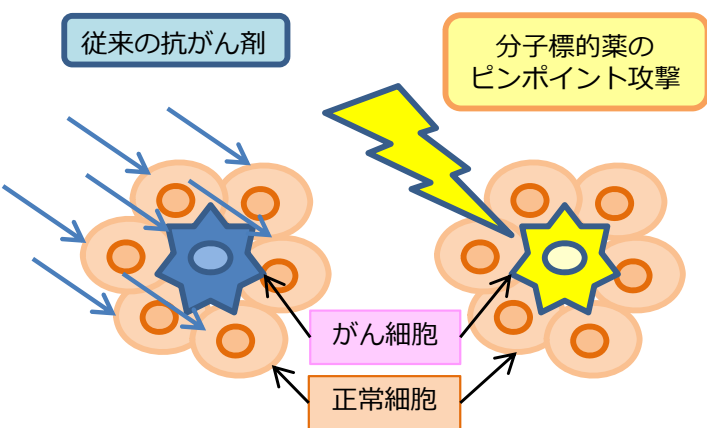 従来の抗がん剤
分子標的薬の
ピンポイント攻撃
がん細胞
正常細胞